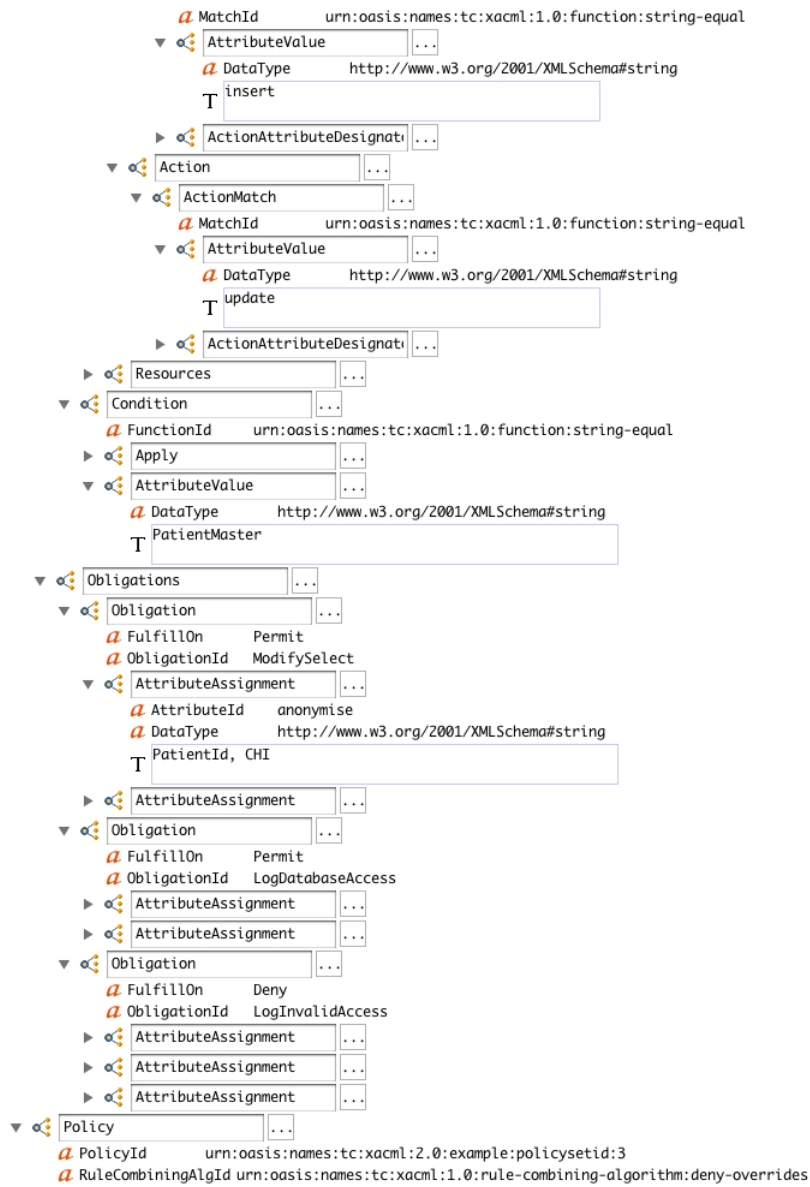 a MatchId urn:oasis:names:tc:xacml:1.0:function:string-equal
AttributeValue ...
a DataType http://www.w3.org/2001/XMLSchema#string
T insert
ActionAttributeDesignat ...
Action ...
ActionMatch ...
a MatchId urn:oasis:names:tc:xacml:1.0:function:string-equal
AttributeValue ...
a DataType http://www.w3.org/2001/XMLSchema#string
T update
ActionAttributeDesignat ...
Resources ...
Condition ...
a FunctionId urn:oasis:names:tc:xacml:1.0:function:string-equal
Apply ...
AttributeValue ...
a DataType http://www.w3.org/2001/XMLSchema#string
T PatientMaster
Obligations ...
Obligation ...
a FulfillOn Permit
a ObligationId ModifySelect
AttributeAssignment ...
a AttributeId anonymise
a DataType http://www.w3.org/2001/XMLSchema#string
T PatientId, CHI
AttributeAssignment ...
Obligation ...
a FulfillOn Permit
a ObligationId LogDatabaseAccess
AttributeAssignment ...
AttributeAssignment ...
Obligation ...
a FulfillOn Deny
a ObligationId LogInvalidAccess
AttributeAssignment ...
AttributeAssignment ...
AttributeAssignment ...
Policy ...
a PolicyId urn:oasis:names:tc:xacml:2.0:example:policysetid:3
a RuleCombiningAlgId urn:oasis:names:tc:xacml:1.0:rule-combining-algorithm:deny-overrides